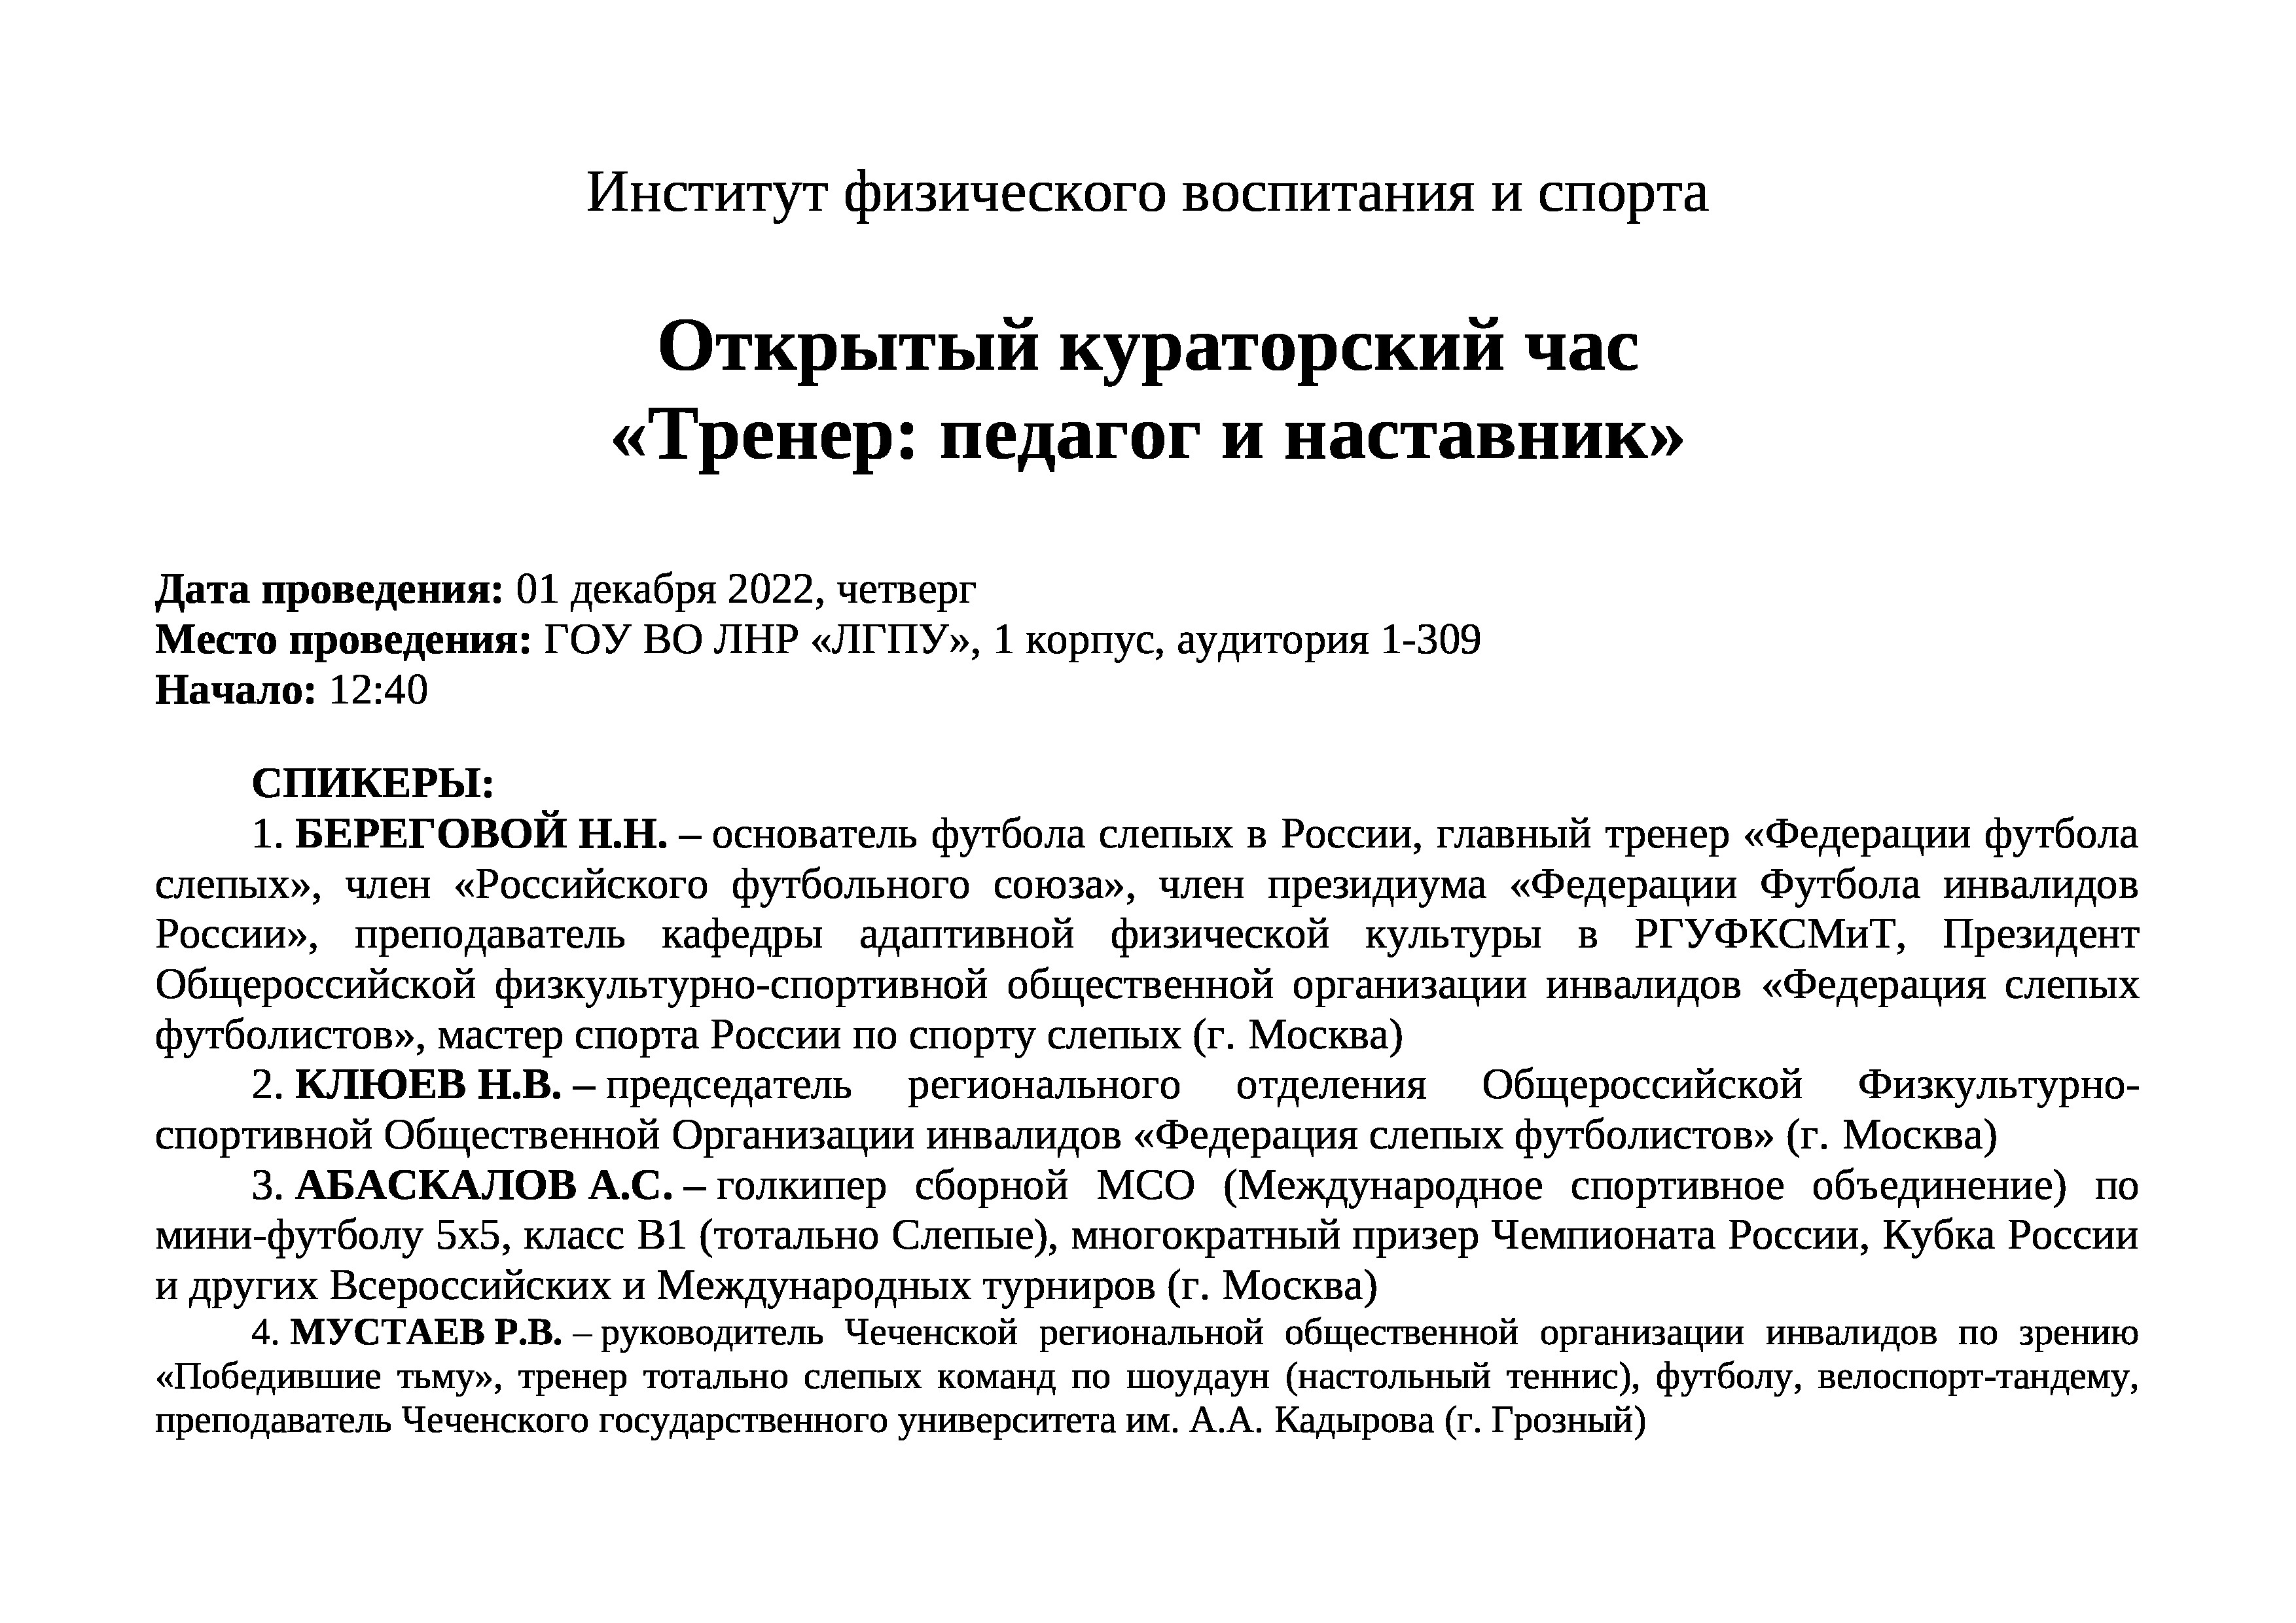 Институт физического воспитания и спорта
Открытый кураторский час
«Тренер: педагог и наставник»
Дата проведения: 01 декабря 2022, четверг
Место проведения: ГОУ ВО ЛНР «ЛГПУ», 1 корпус, аудитория 1-309
Начало: 12:40
СПИКЕРЫ:
1. БЕРЕГОВОЙ Н.Н. – основатель футбола слепых в России, главный тренер «Федерации футбола
слепых», член «Российского футбольного союза», член президиума «Федерации Футбола инвалидов
России», преподаватель кафедры адаптивной физической культуры в РГУФКСМиТ, Президент
Общероссийской физкультурно-спортивной общественной организации инвалидов «Федерация слепых
футболистов», мастер спорта России по спорту слепых (г. Москва)
2. КЛЮЕВ Н.В. – председатель регионального отделения Общероссийской Физкультурно-
спортивной Общественной Организации инвалидов «Федерация слепых футболистов» (г. Москва)
3. АБАСКАЛОВ А.С. – голкипер сборной МСО (Международное спортивное объединение) по
мини-футболу 5х5, класс В1 (тотально Слепые), многократный призер Чемпионата России, Кубка России
и других Всероссийских и Международных турниров (г. Москва)
4. МУСТАЕВ Р.В. – руководитель Чеченской региональной общественной организации инвалидов по зрению
«Победившие тьму», тренер тотально слепых команд по шоудаун (настольный теннис), футболу, велоспорт-тандему,
преподаватель Чеченского государственного университета им. А.А. Кадырова (г. Грозный)